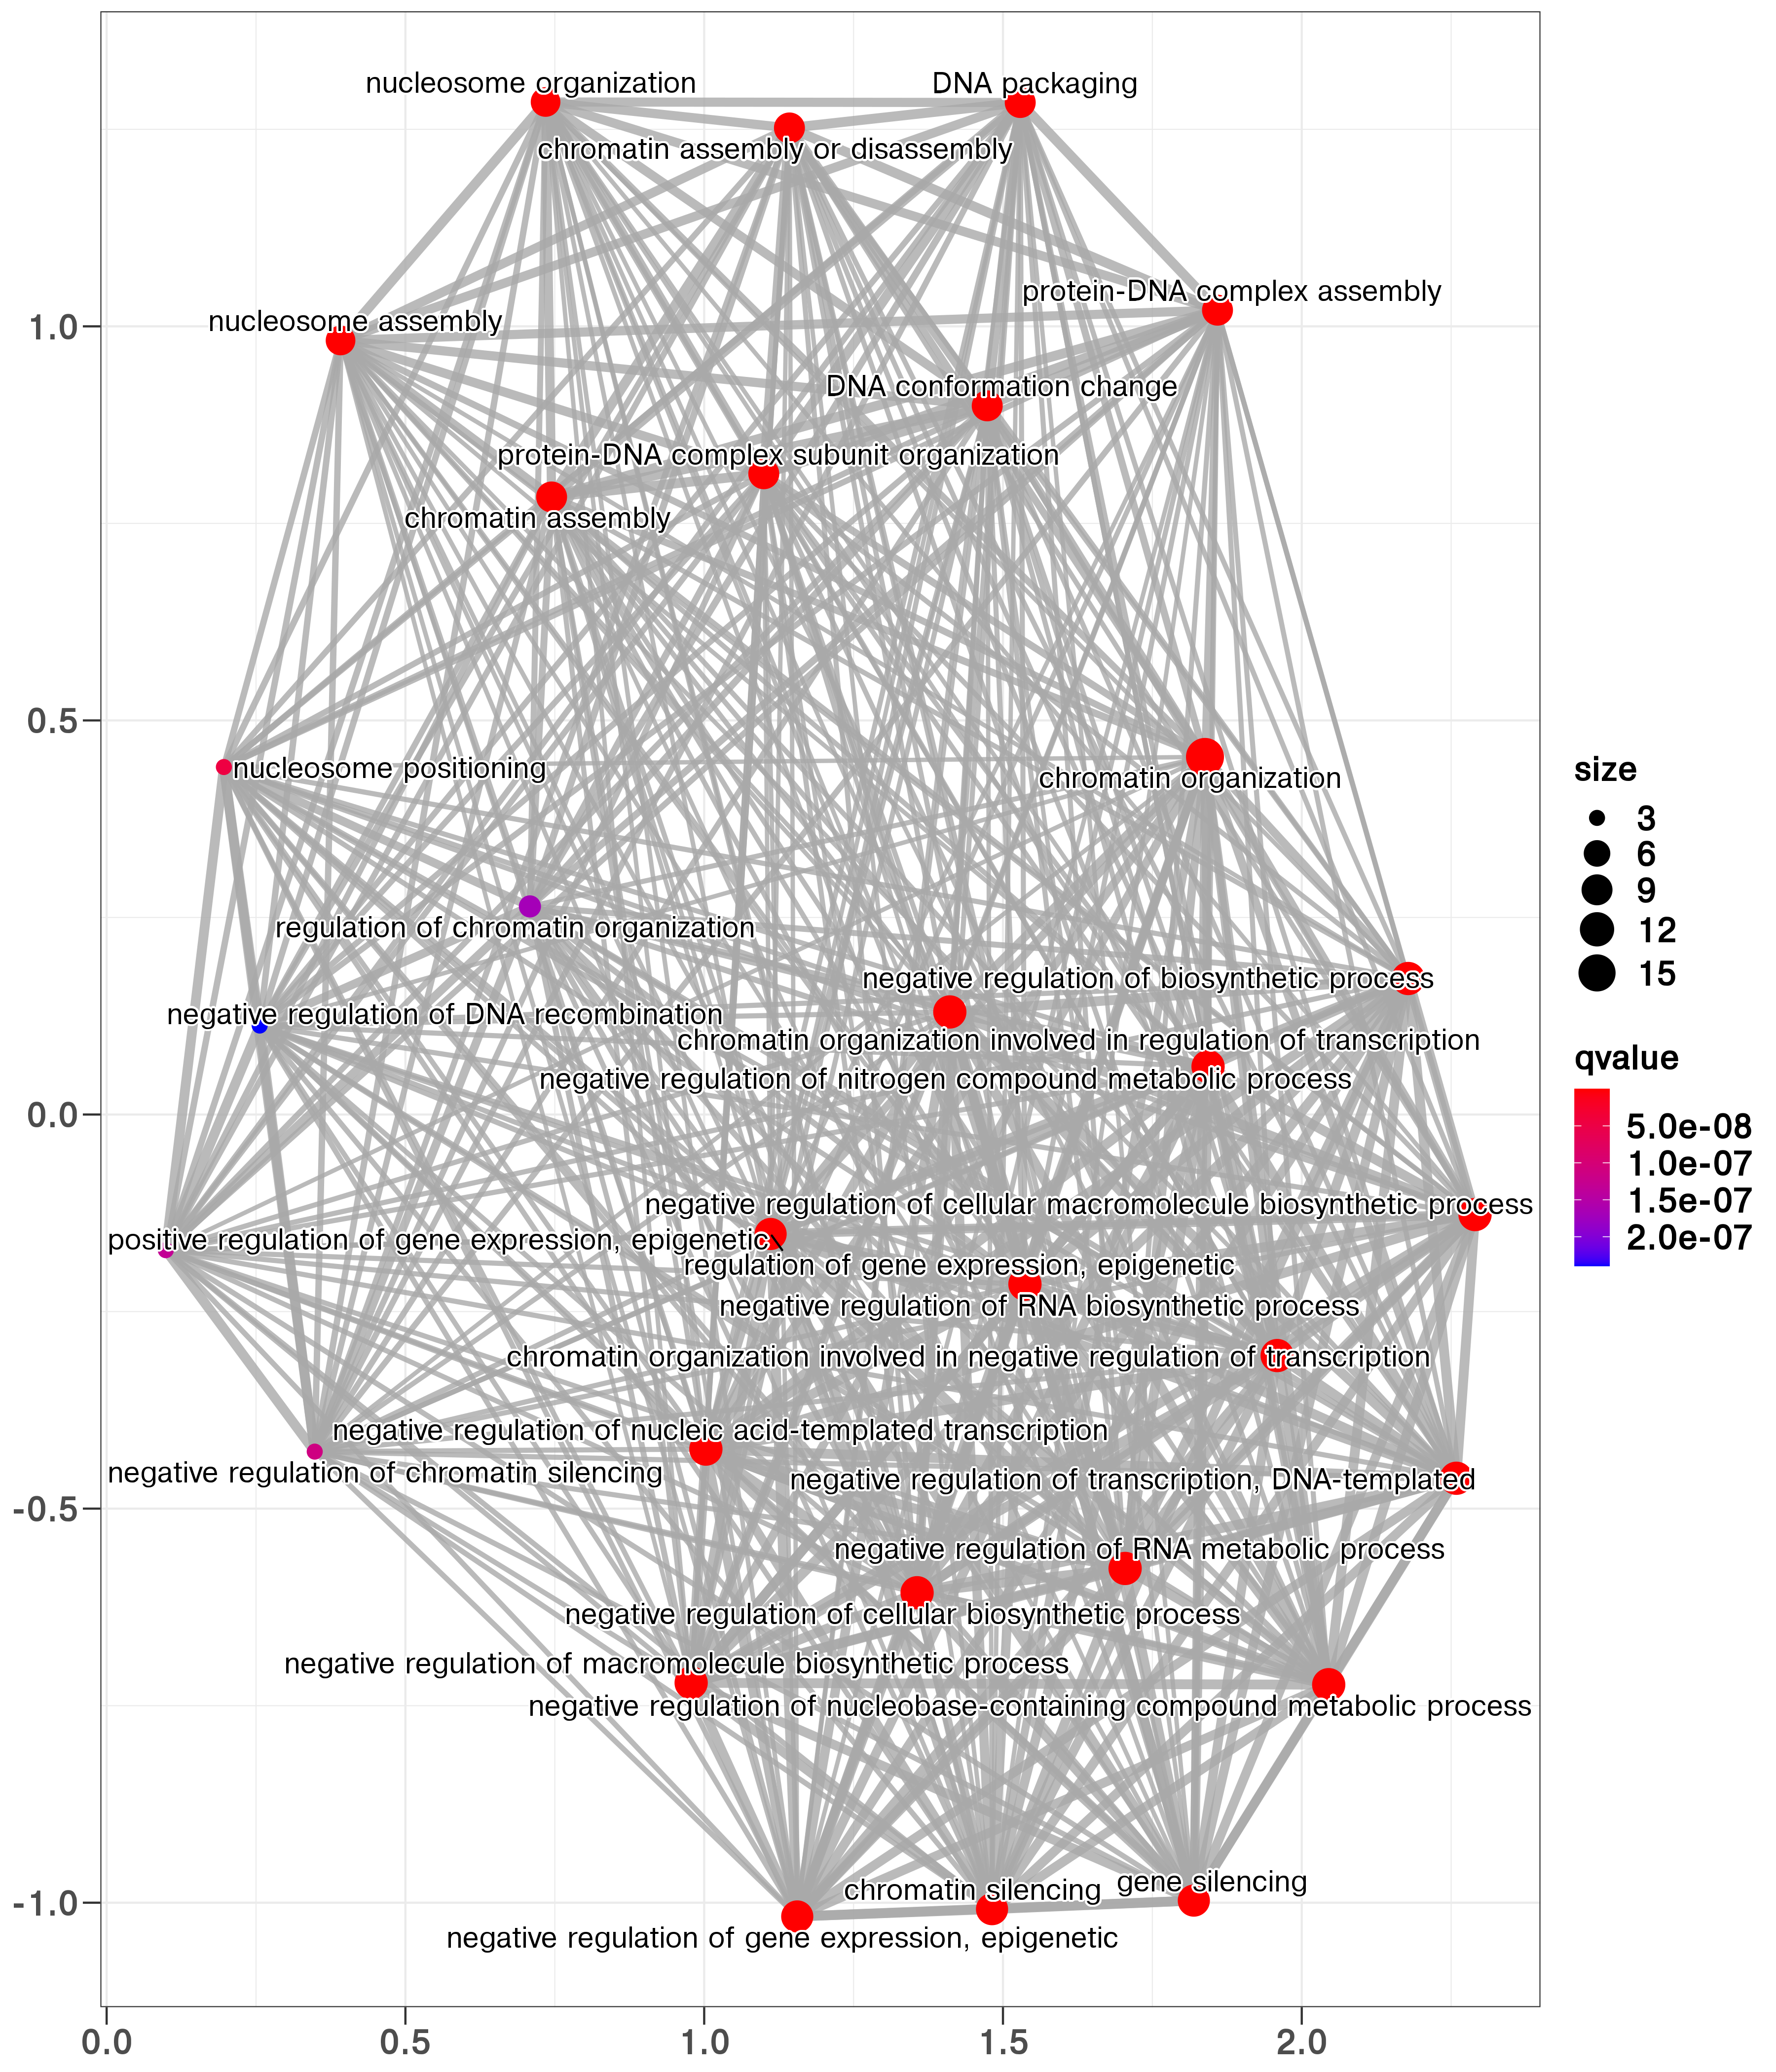 nucleosome organization
DNA packaging
chromatin assembly or disassembly
protein-DNA complex assembly
nucleosome assembly
1.0
DNA conformation change
protein-DNA complex subunit organization
chromatin assembly
0.5
nucleosome positioning
chromatin organization
regulation of chromatin organization
negative regulation of biosynthetic process
negative regulation of DNA recombination
chromatin organization involved in regulation of transcription
negative regulation of nitrogen compound metabolic process
0.0
negative regulation of cellular macromolecule biosynthetic process
positive regulation of gene expression, epigenetic
regulation of gene expression, epigenetic
negative regulation of RNA biosynthetic process
chromatin organization involved in negative regulation of transcription
negative regulation of nucleic acid-templated transcription
negative regulation of chromatin silencing
negative regulation of transcription, DNA-templated
-0.5
negative regulation of RNA metabolic process
negative regulation of cellular biosynthetic process
negative regulation of macromolecule biosynthetic process
negative regulation of nucleobase-containing compound metabolic process
gene silencing
chromatin silencing
-1.0
negative regulation of gene expression, epigenetic
0.0 0.5 1.0 1.5 2.0
size
3
6
9
12
15
qvalue
5.0e-08
1.0e-07
1.5e-07
2.0e-07